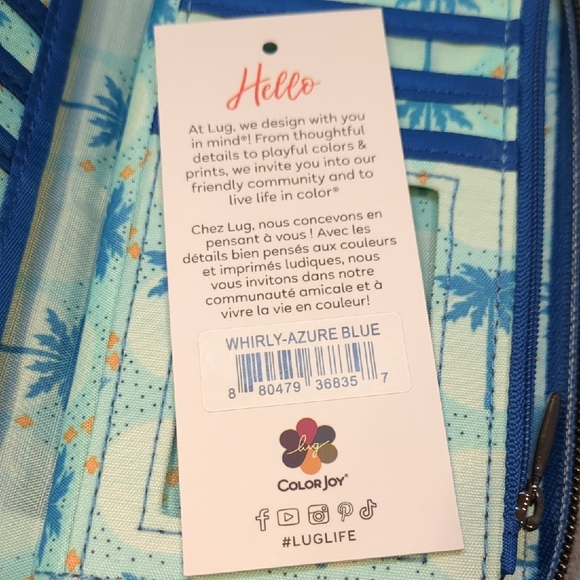 Hello
At Lug, we design with you
in mind®! From thoughtful
details to playful colors &
prints, we invite you into our
friendly community and to
live life in color®
Chez Lug, nous concevons en
pensant à vous ! Avec les
détails bien pensés aux couleurs
et imprimés ludiques, nous
vous invitons dans notre
communauté amicale et à
vivre la vie en couleur!
WHIRLY-AZURE BLUE
8 80479 36835 7
lug
COLORJOY®
#LUGLIFE